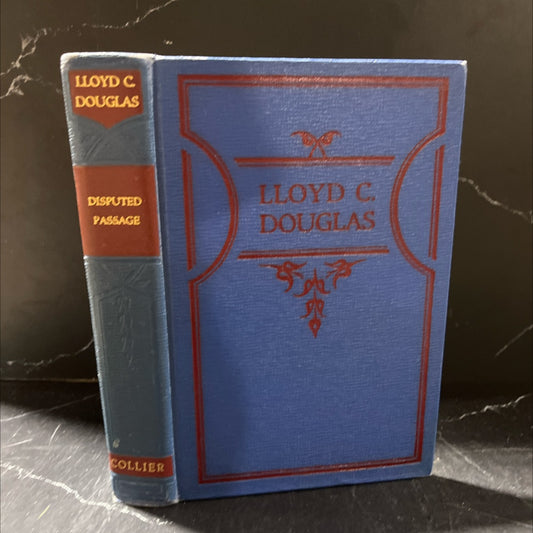 LLOYD C.
DOUGLAS
DISPUTED
PASSAGE
COLLIER
LLOYD C.
DOUGLAS